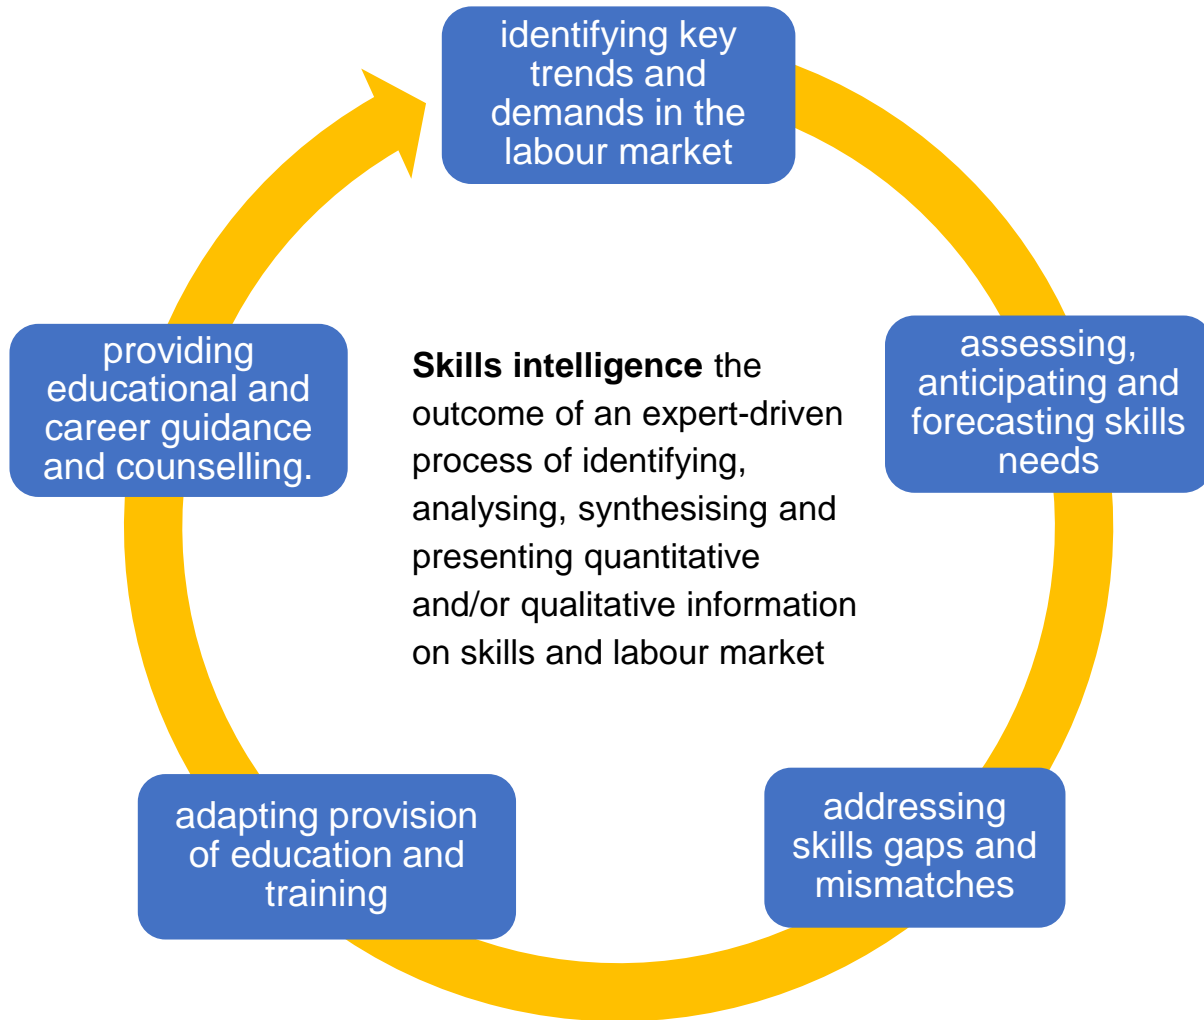 identifying key
trends and
demands in the
labour market
assessing,
anticipating and
forecasting skills
needs
addressing
skills gaps and
mismatches
adapting provision
of education and
training
providing
educational and
career guidance
and counselling.
Skills intelligence the
outcome of an expert-driven
process of identifying,
analysing, synthesising and
presenting quantitative
and/or qualitative information
on skills and labour market